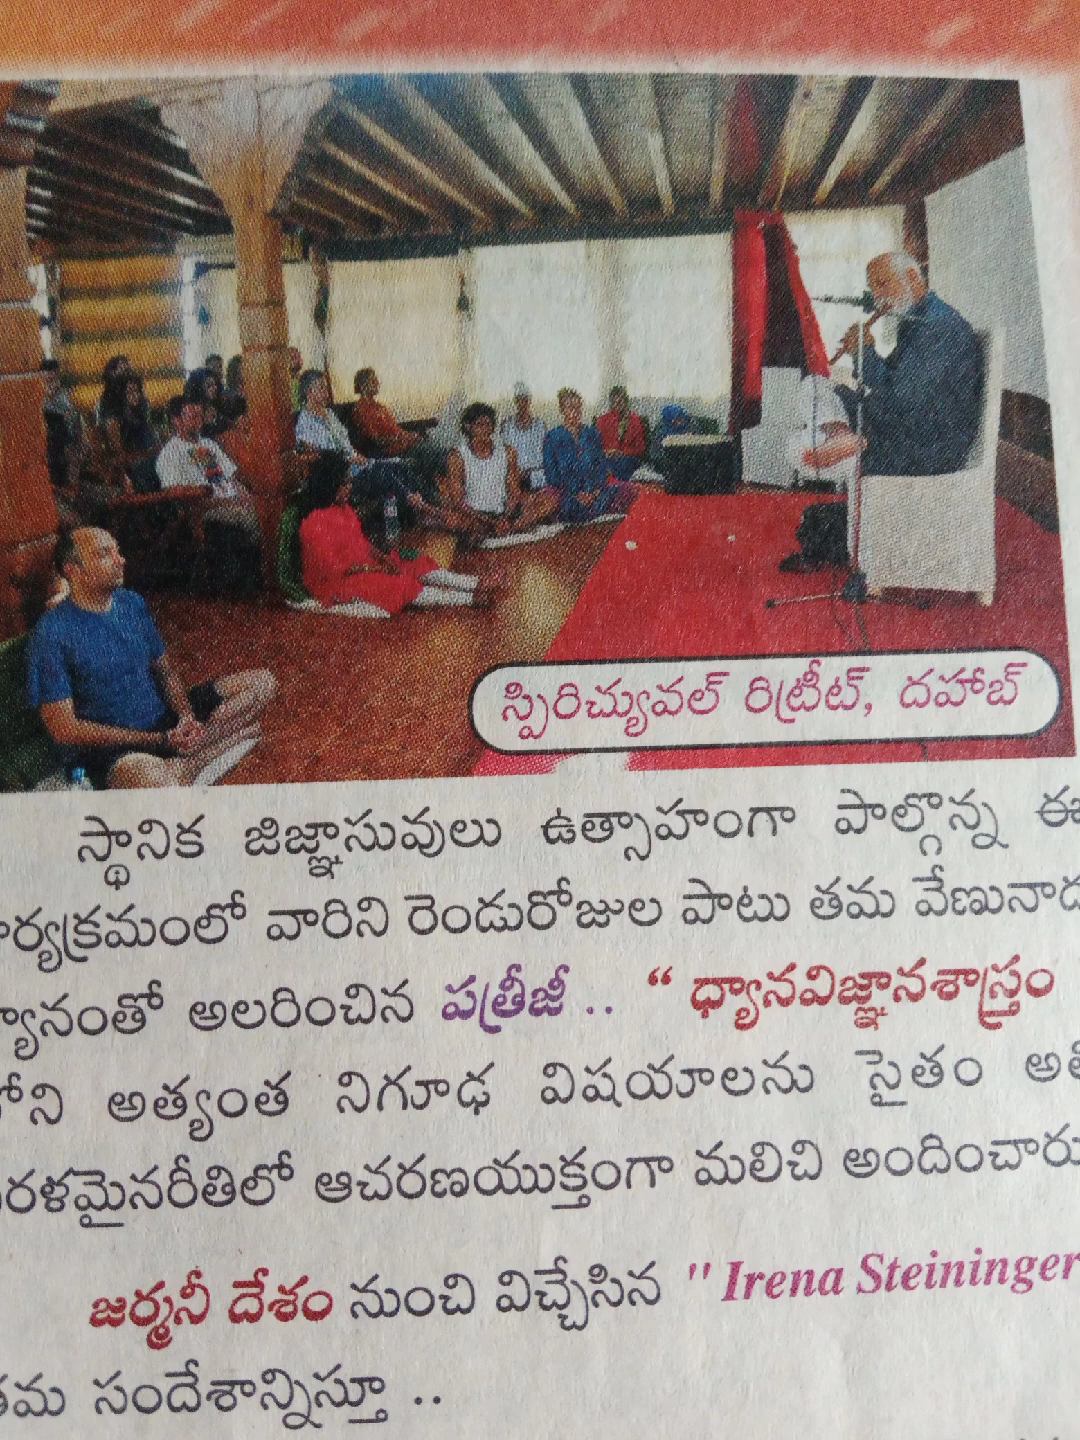 స్పిరిచ్యువల్ రిట్రీట్, దహాబ్
స్థానిక జిజ్ఞాసువులు ఉత్సాహంగా పాల్గొన్న ఈ
ర్యక్రమంలో వారిని రెండురోజుల పాటు తమ వేణునాద
్యానంతో అలరించిన పత్రీజీ .. “ ధ్యానవిజ్ఞానశాస్త్రం
లోని అత్యంత నిగూఢ విషయాలను సైతం అతి
రళమైనరీతిలో ఆచరణయుక్తంగా మలిచి అందించారు
జర్మనీ దేశం నుంచి విచ్చేసిన " Irena Steininger
తమ సందేశాన్నిస్తూ ..